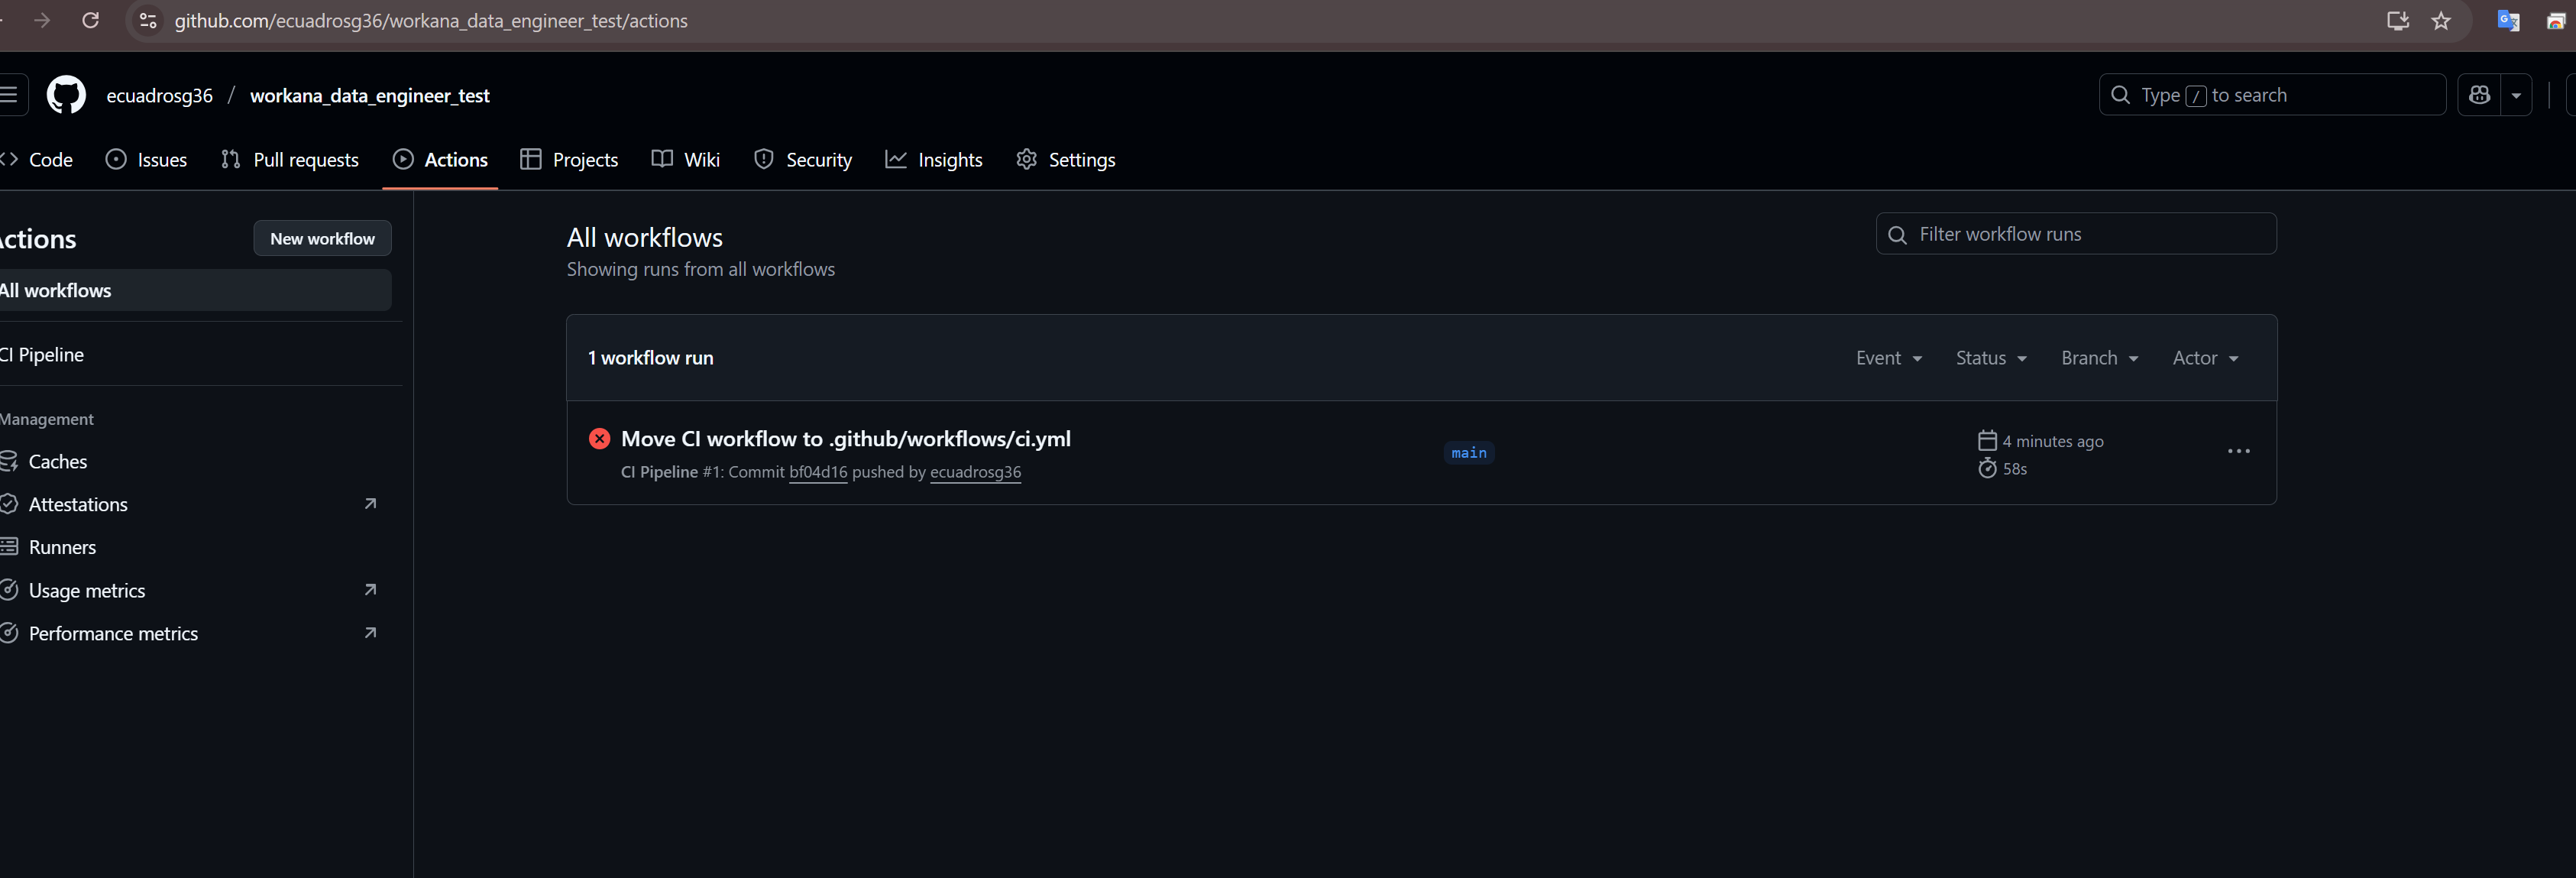 github.com/ecuadrosg36/workana_data_engineer_test/actions
ecuadrosg36 / workana_data_engineer_test
Type / to search
Code
Issues
Pull requests
Actions
Projects
Wiki
Security
Insights
Settings
Actions
New workflow
All workflows
CI Pipeline
Management
Caches
Attestations
Runners
Usage metrics
Performance metrics
All workflows
Showing runs from all workflows
Filter workflow runs
1 workflow run
Event
Status
Branch
Actor
Move CI workflow to .github/workflows/ci.yml
CI Pipeline #1: Commit bf04d16 pushed by ecuadrosg36
main
4 minutes ago
58s